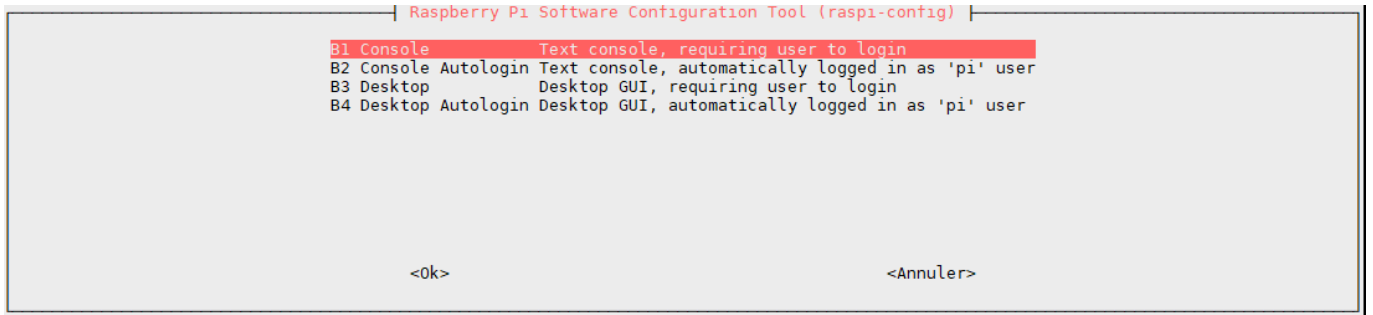 Raspberry Pi Software Configuration Tool (raspi-config)
B1 Console Text console, requiring user to login
B2 Console Autologin Text console, automatically logged in as 'pi' user
B3 Desktop Desktop GUI, requiring user to login
B4 Desktop Autologin Desktop GUI, automatically logged in as 'pi' user
<Ok> <Annuler>